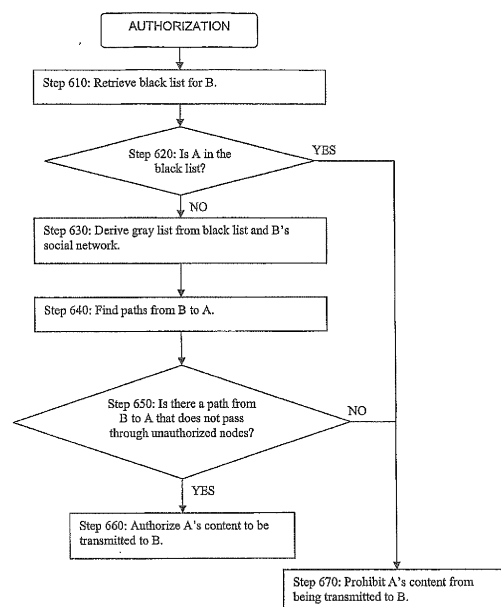 AUTHORIZATION
Step 610: Retrieve black list for B.
Step 620: Is A in the
black list?
YES
NO
Step 630: Derive gray list from black list and B's
social network.
Step 640: Find paths from B to A.
Step 650: Is there a path from
B to A that does not pass
through unauthorized nodes?
NO
YES
Step 660: Authorize A's content to be
transmitted to B.
Step 670: Prohibit A's content from
being transmitted to B.